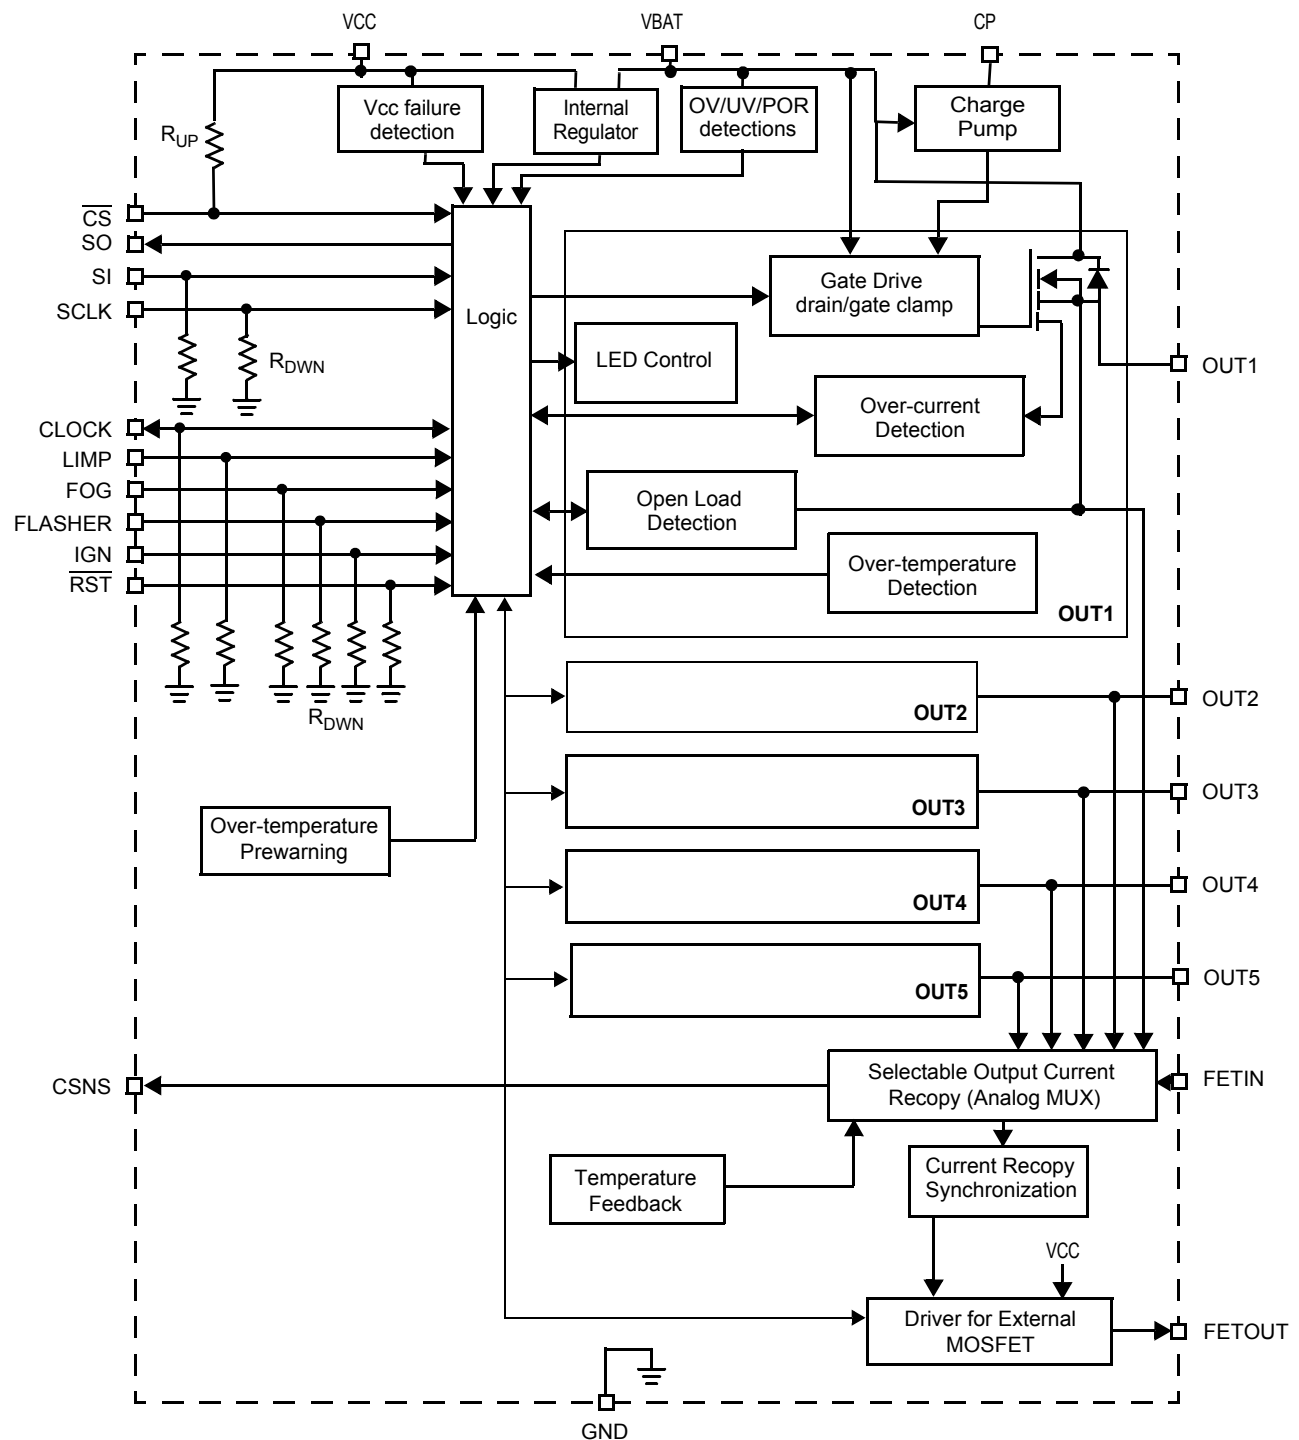 VCC
VBAT
CP
Vcc failure
detection
Internal
Regulator
OV/UV/POR
detections
Charge
Pump
RUP
CS
SO
SI
SCLK
RDWN
CLOCK
LIMP
FOG
FLASHER
IGN
RST
RDWN
Logic
Gate Drive
drain/gate clamp
LED Control
Over-current
Detection
Open Load
Detection
Over-temperature
Detection
OUT1
OUT1
OUT2
OUT2
OUT3
OUT3
Over-temperature
Prewarning
OUT4
OUT4
OUT5
OUT5
CSNS
Selectable Output Current
Recopy (Analog MUX)
FETIN
Temperature
Feedback
Current Recopy
Synchronization
VCC
Driver for External
MOSFET
FETOUT
GND